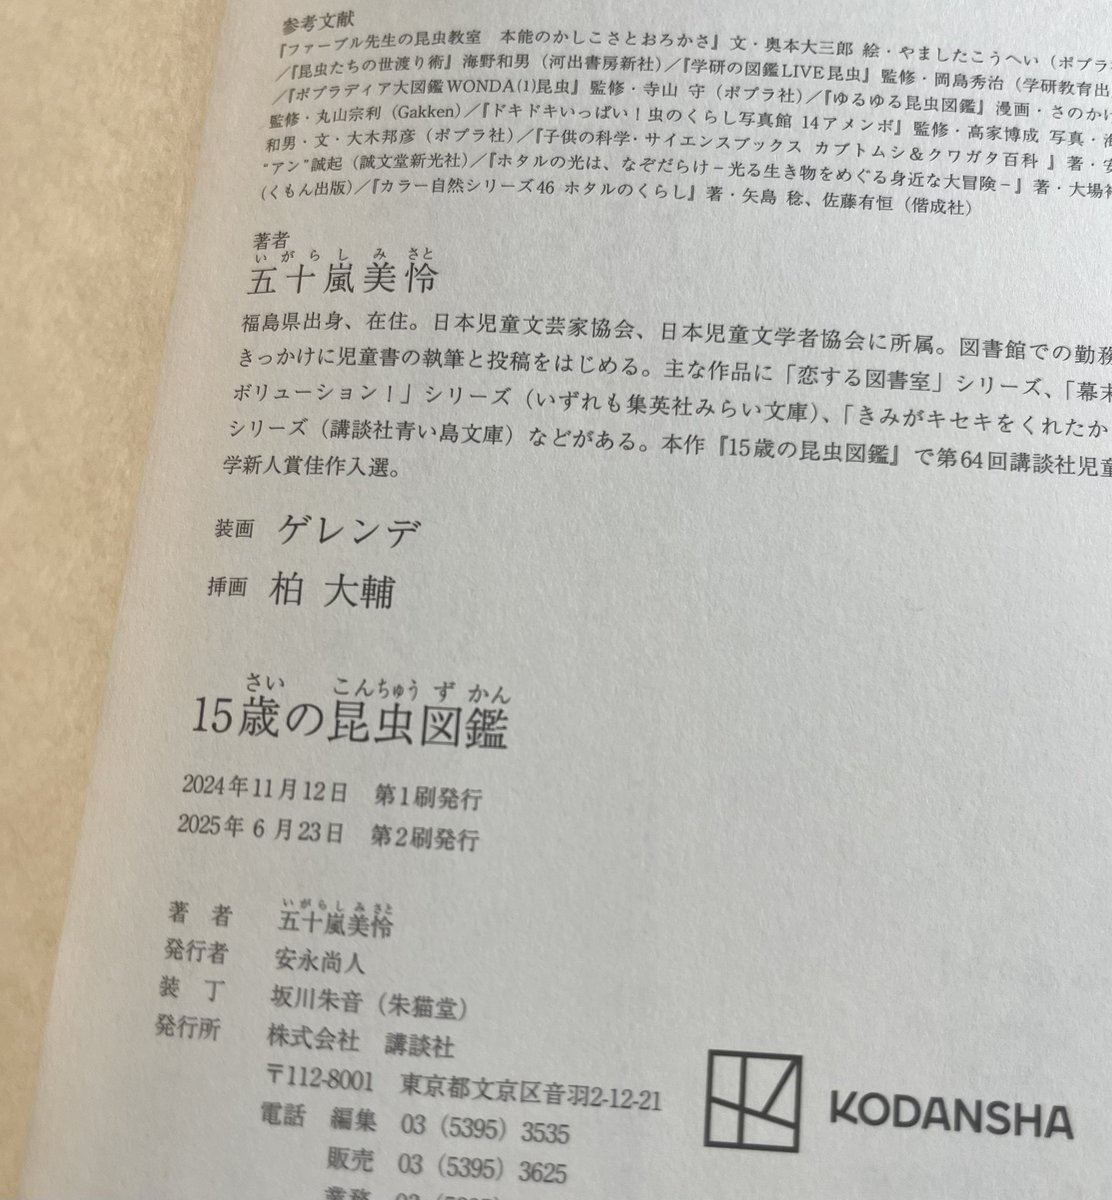 参考文献
『ファーブル先生の昆虫教室　本能のかしこさとおろかさ』文・奥本大三郎 絵・やましたこうへい（ポプラ
／『昆虫たちの世渡り術』海野和男（河出書房新社）／『学研の図鑑LIVE昆虫』監修・岡島秀治（学研教育出
／『ポプラディア大図鑑WONDA(1)昆虫』監修・寺山 守（ポプラ社）／『ゆるゆる昆虫図鑑』漫画・さのかけ
監修・丸山宗利（Gakken）／『ドキドキいっぱい！虫のくらし写真館 14アメンボ』監修・高家博成 写真・海
和男・文・大木邦彦（ポプラ社）／『子供の科学・サイエンスブックス カブトムシ＆クワガタ百科 』著・安
“アン”誠起（誠文堂新光社）／『ホタルの光は、なぞだらけ－光る生き物をめぐる身近な大冒険－』著・大場裕
（くもん出版）／『カラー自然シリーズ46 ホタルのくらし』著・矢島 稔、佐藤有恒（偕成社）
著者
いがらしみさと
五十嵐美怜
福島県出身、在住。日本児童文芸家協会、日本児童文学者協会に所属。図書館での勤務
きっかけに児童書の執筆と投稿をはじめる。主な作品に「恋する図書室」シリーズ、「幕末
ボリューション！」シリーズ（いずれも集英社みらい文庫）、「きみがキセキをくれたか
シリーズ（講談社青い鳥文庫）などがある。本作『15歳の昆虫図鑑』で第64回講談社児童
学新人賞佳作入選。
装画　ゲレンデ
挿画　柏 大輔
さい こんちゅう ず かん
15歳の昆虫図鑑
2024年11月12日　第1刷発行
2025年 6 月23日　第2刷発行
いがらしみさと
著　者　五十嵐美怜
発行者　安永尚人
装　丁　坂川朱音（朱猫堂）
発行所　株式会社　講談社
〒112-8001　東京都文京区音羽2-12-21
電話　編集　03（5395）3535
販売　03（5395）3625
業務　03（5395）
KODANSHA